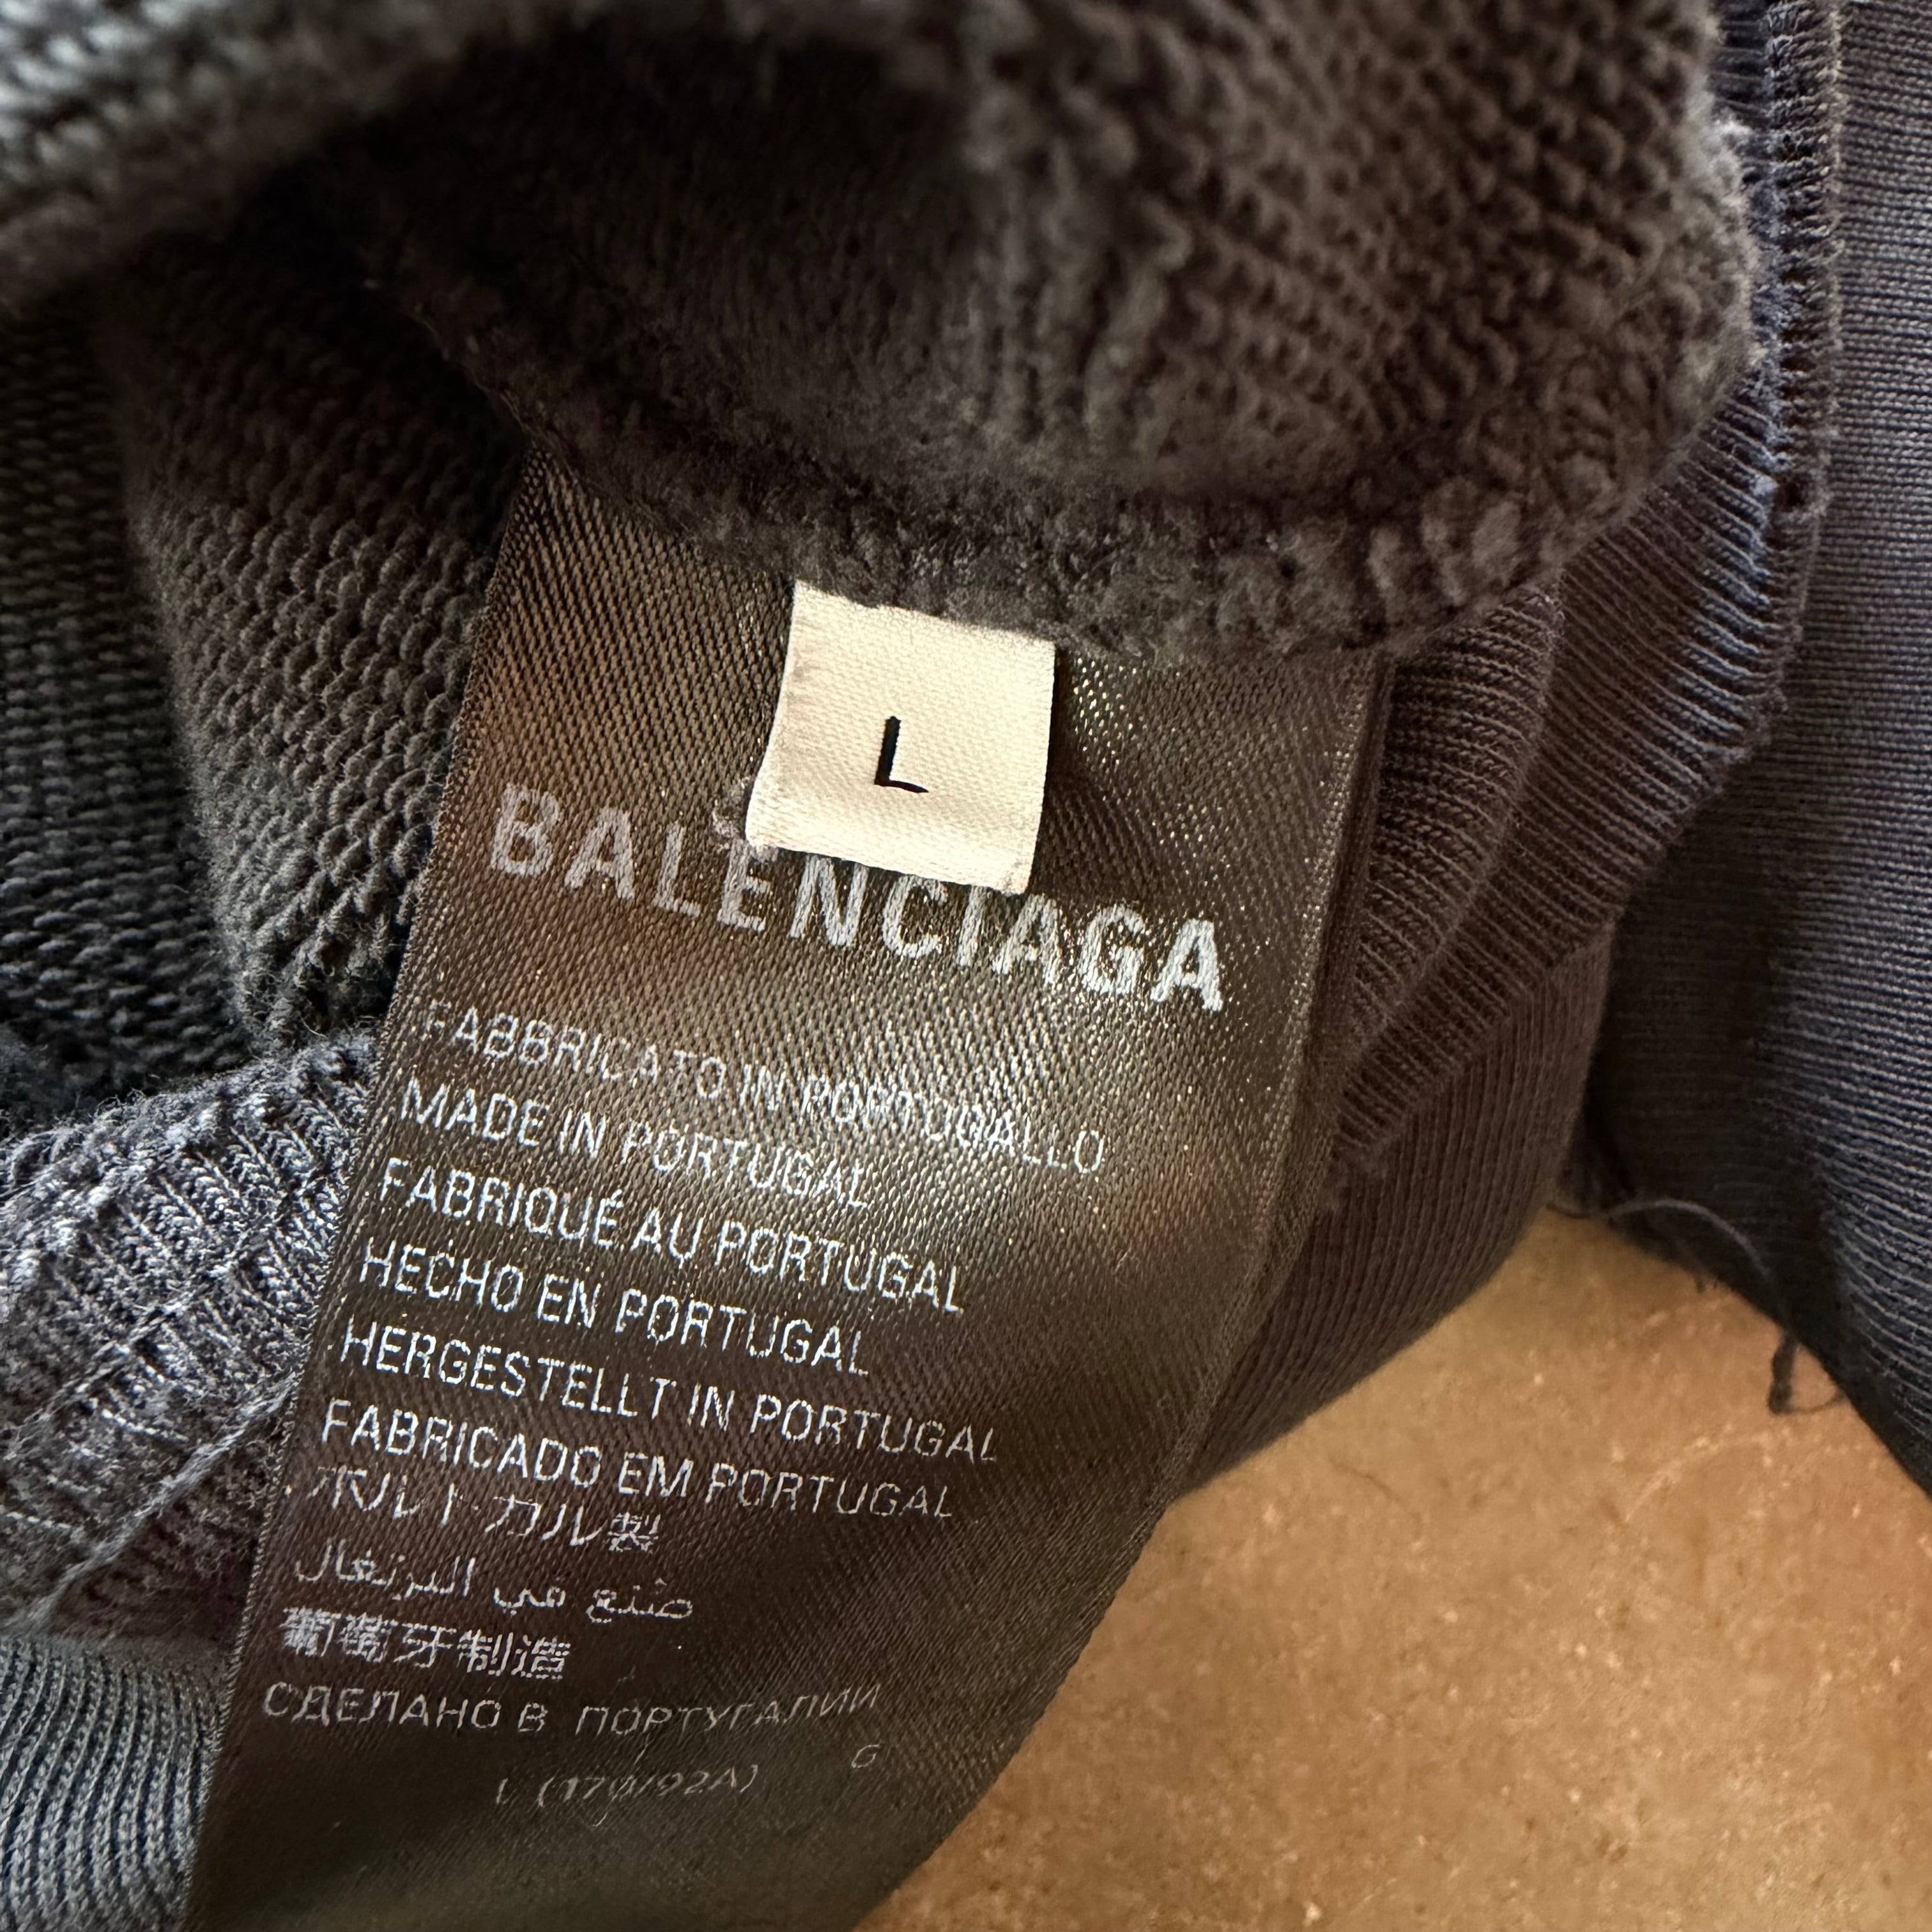 L
BALENCIAGA
FABBRICATO IN PORTOGALLO
MADE IN PORTUGAL
FABRIQUÉ AU PORTUGAL
HECHO EN PORTUGAL
HERGESTELLT IN PORTUGAL
FABRICADO EM PORTUGAL
ポルトガル製
صنع في البرتغال
葡萄牙制造
СДЕЛАНО В ПОРТУГАЛИИ
G
L (170/92A)